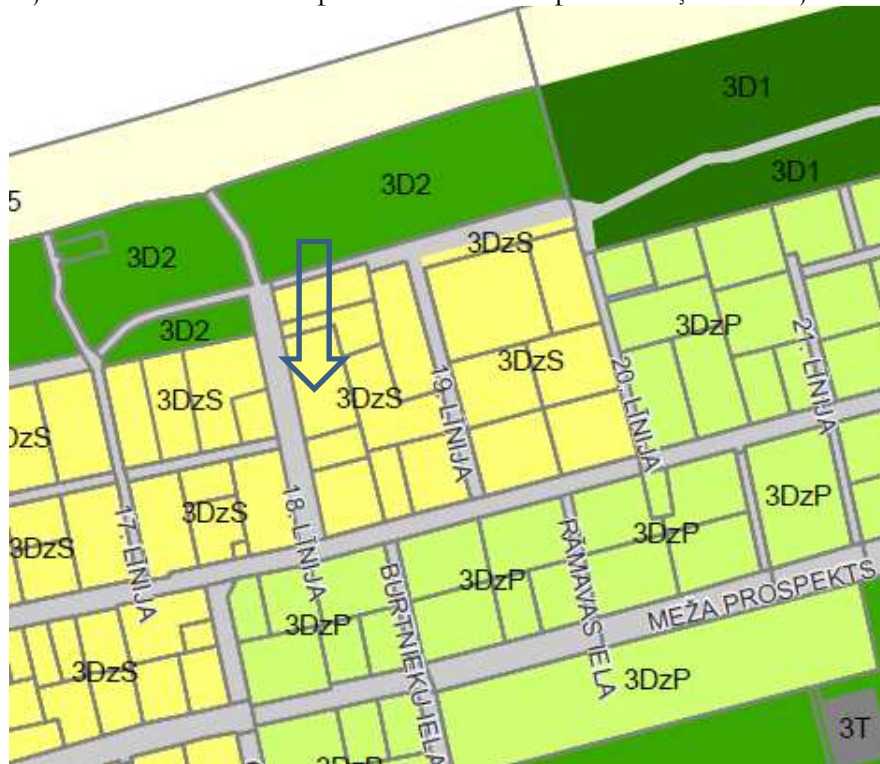 3D1
3D2
3D1
5
3D2
3DzS
3D2
3DzP
21. LĪNIJA
3DzS
20. LĪNIJA
19. LĪNIJA
3DzS
3DzS
DzS
3DzP
18. LĪNIJA
3DzS
17. LĪNIJA
3DzP
RĀMAVAS IELA
3DzS
3DzP
BURTNIEKU IELA
MEŽA PROSPEKTS
3DzP
3DzS
3DzP
3T